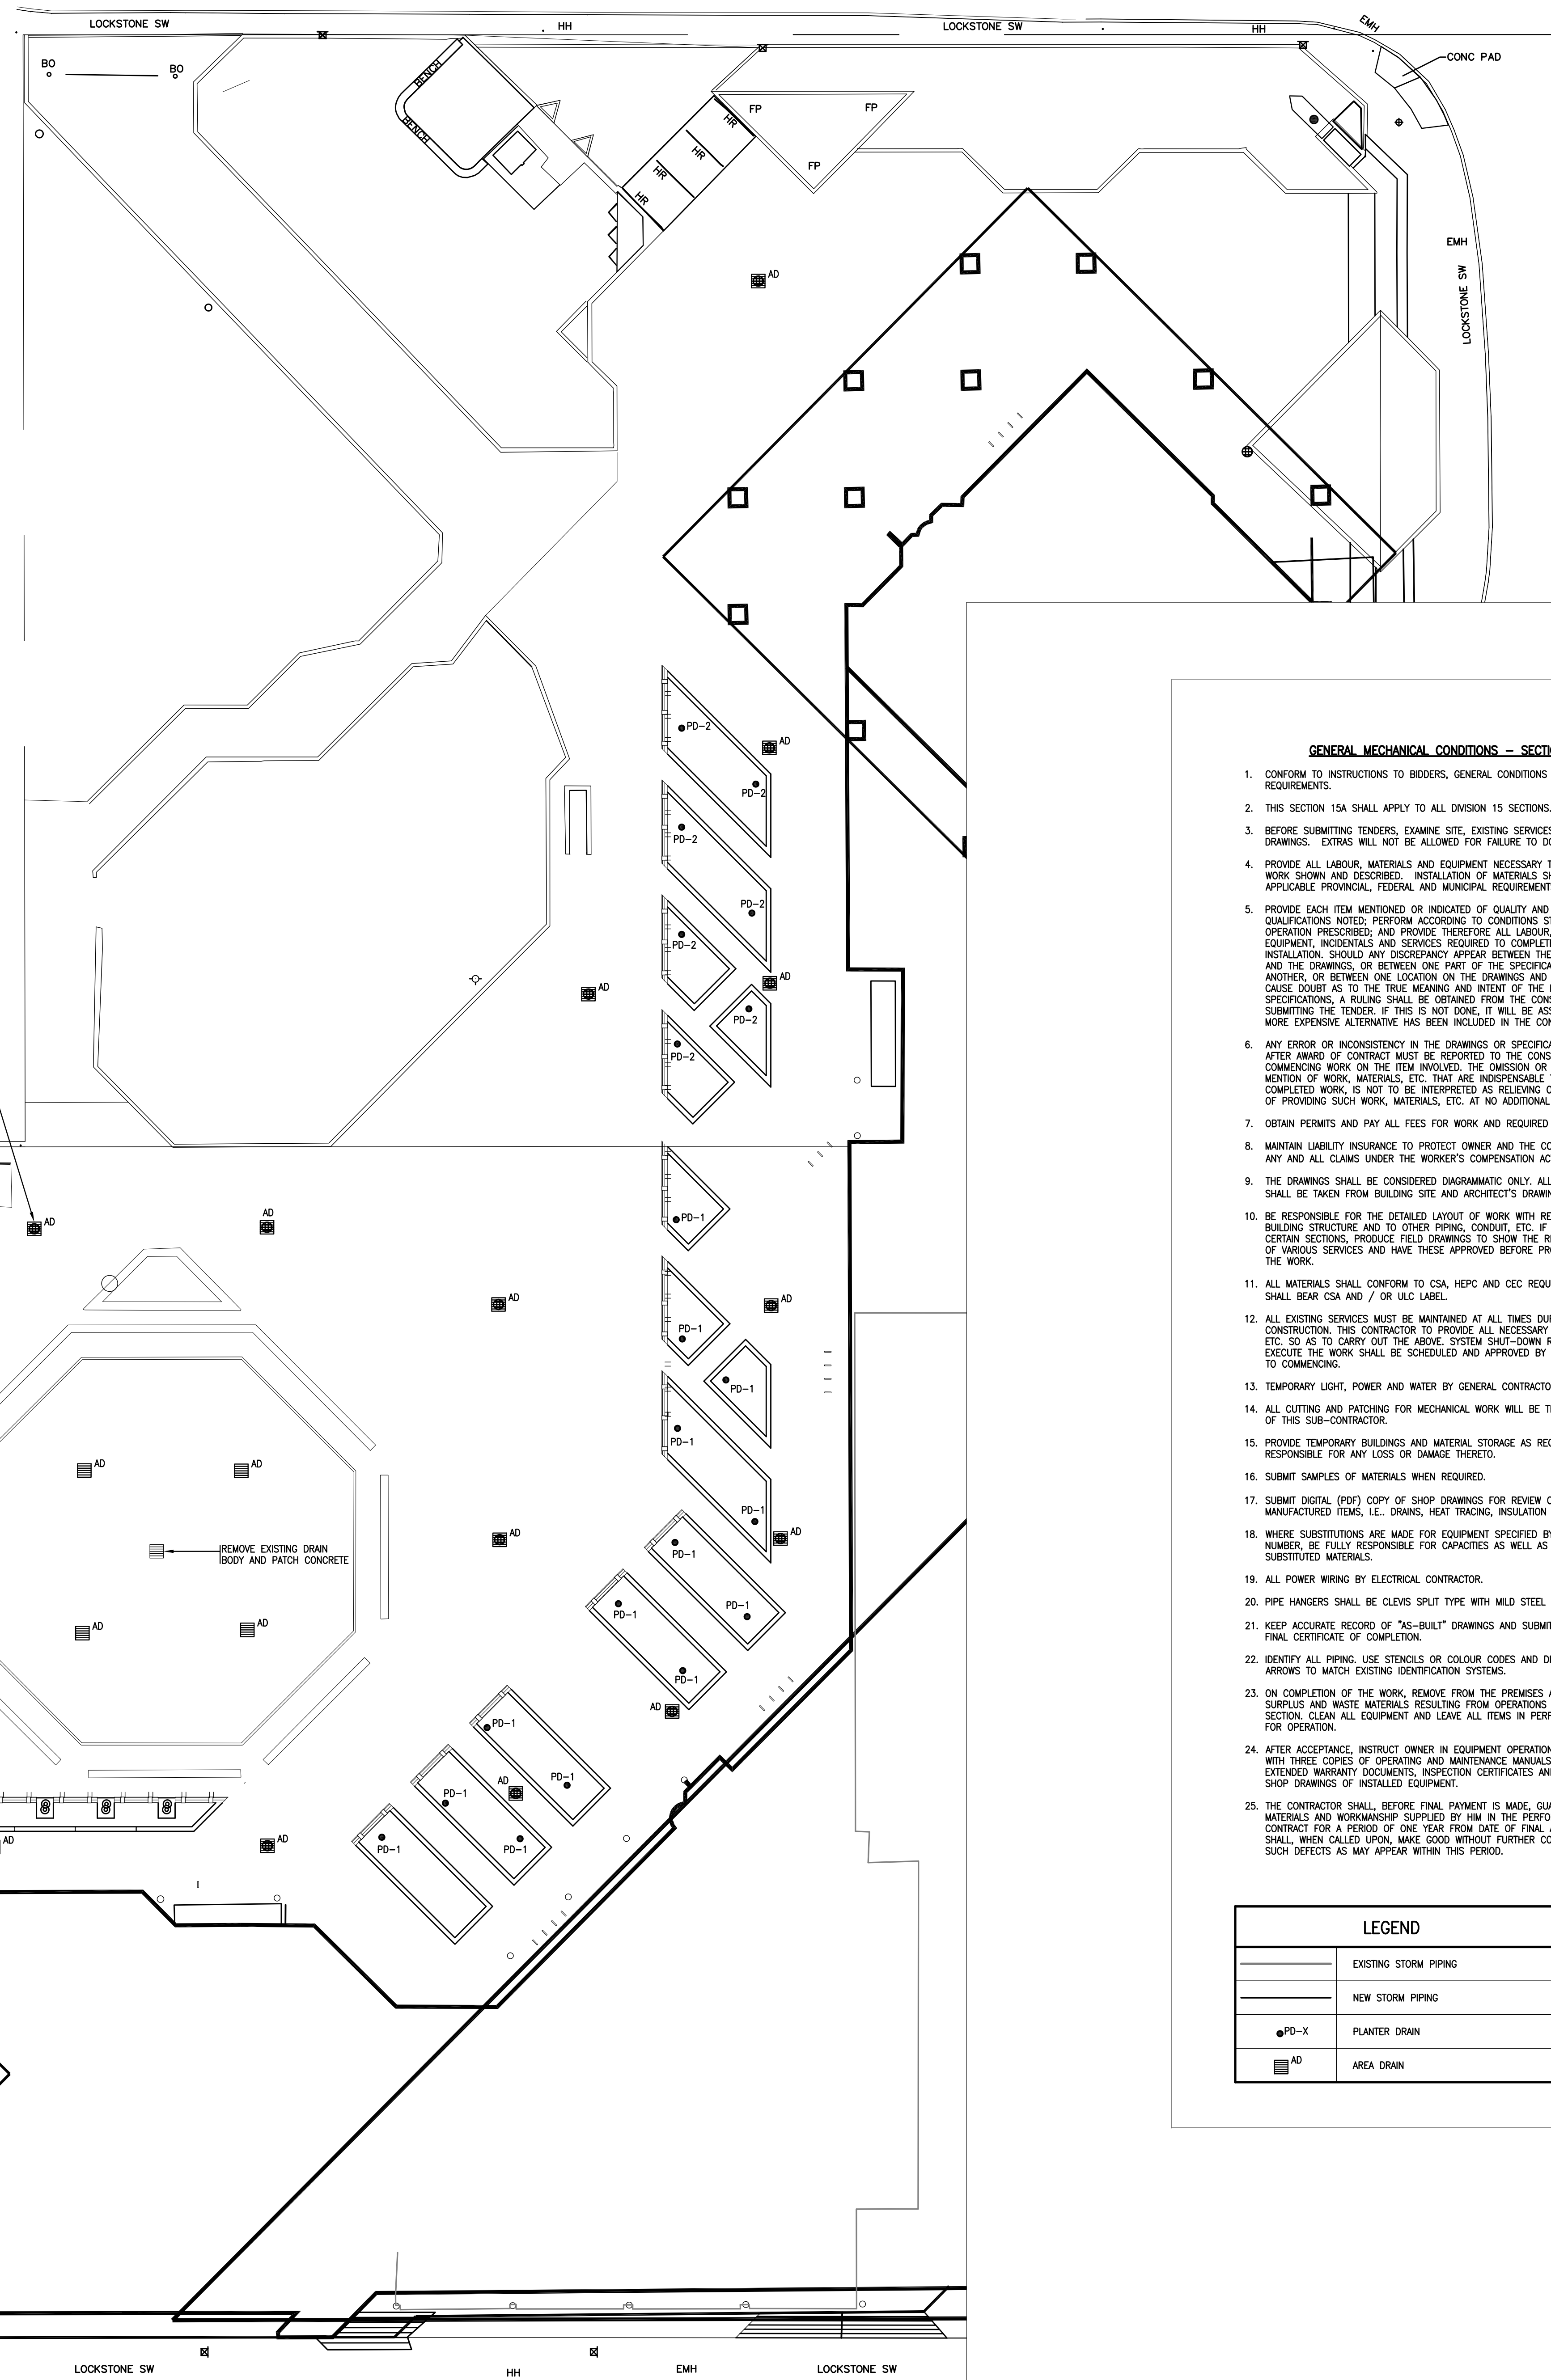 LOCKSTONE SW
HH
LOCKSTONE SW
HH
EMH
CONC PAD
BO
BO
BENCH
BENCH
HR
HR
HR
HR
FP
FP
FP
EMH
LOCKSTONE SW
AD
PD-2
AD
PD-2
PD-2
PD-2
PD-2
AD
AD
PD-2
PD-2
PD-1
AD
AD
AD
AD
PD-1
PD-1
PD-1
AD
AD
PD-1
AD
AD
PD-1
REMOVE EXISTING DRAIN
BODY AND PATCH CONCRETE
AD
PD-1
PD-1
PD-1
AD
PD-1
PD-1
AD
PD-1
PD-1
AD
AD
PD-1
PD-1
LOCKSTONE SW
HH
EMH
LOCKSTONE SW
GENERAL MECHANICAL CONDITIONS - SECTI
1. CONFORM TO INSTRUCTIONS TO BIDDERS, GENERAL CONDITIONS
REQUIREMENTS.
2. THIS SECTION 15A SHALL APPLY TO ALL DIVISION 15 SECTIONS.
3. BEFORE SUBMITTING TENDERS, EXAMINE SITE, EXISTING SERVICES
DRAWINGS. EXTRAS WILL NOT BE ALLOWED FOR FAILURE TO DO
4. PROVIDE ALL LABOUR, MATERIALS AND EQUIPMENT NECESSARY T
WORK SHOWN AND DESCRIBED. INSTALLATION OF MATERIALS SH
APPLICABLE PROVINCIAL, FEDERAL AND MUNICIPAL REQUIREMENT
5. PROVIDE EACH ITEM MENTIONED OR INDICATED OF QUALITY AND
QUALIFICATIONS NOTED; PERFORM ACCORDING TO CONDITIONS ST
OPERATION PRESCRIBED; AND PROVIDE THEREFORE ALL LABOUR,
EQUIPMENT, INCIDENTALS AND SERVICES REQUIRED TO COMPLET
INSTALLATION. SHOULD ANY DISCREPANCY APPEAR BETWEEN THE
AND THE DRAWINGS, OR BETWEEN ONE PART OF THE SPECIFICA
ANOTHER, OR BETWEEN ONE LOCATION ON THE DRAWINGS AND
CAUSE DOUBT AS TO THE TRUE MEANING AND INTENT OF THE
SPECIFICATIONS, A RULING SHALL BE OBTAINED FROM THE CONS
SUBMITTING THE TENDER. IF THIS IS NOT DONE, IT WILL BE ASS
MORE EXPENSIVE ALTERNATIVE HAS BEEN INCLUDED IN THE CON
6. ANY ERROR OR INCONSISTENCY IN THE DRAWINGS OR SPECIFICA
AFTER AWARD OF CONTRACT MUST BE REPORTED TO THE CONS
COMMENCING WORK ON THE ITEM INVOLVED. THE OMISSION OR
MENTION OF WORK, MATERIALS, ETC. THAT ARE INDISPENSABLE
COMPLETED WORK, IS NOT TO BE INTERPRETED AS RELIEVING
OF PROVIDING SUCH WORK, MATERIALS, ETC. AT NO ADDITIONAL
7. OBTAIN PERMITS AND PAY ALL FEES FOR WORK AND REQUIRED
8. MAINTAIN LIABILITY INSURANCE TO PROTECT OWNER AND THE CO
ANY AND ALL CLAIMS UNDER THE WORKER'S COMPENSATION AC
9. THE DRAWINGS SHALL BE CONSIDERED DIAGRAMMATIC ONLY. ALL
SHALL BE TAKEN FROM BUILDING SITE AND ARCHITECT'S DRAWIN
10. BE RESPONSIBLE FOR THE DETAILED LAYOUT OF WORK WITH RE
BUILDING STRUCTURE AND TO OTHER PIPING, CONDUIT, ETC. IF
CERTAIN SECTIONS, PRODUCE FIELD DRAWINGS TO SHOW THE R
OF VARIOUS SERVICES AND HAVE THESE APPROVED BEFORE PRO
THE WORK.
11. ALL MATERIALS SHALL CONFORM TO CSA, HEPC AND CEC REQU
SHALL BEAR CSA AND / OR ULC LABEL.
12. ALL EXISTING SERVICES MUST BE MAINTAINED AT ALL TIMES DU
CONSTRUCTION. THIS CONTRACTOR TO PROVIDE ALL NECESSARY
ETC. SO AS TO CARRY OUT THE ABOVE. SYSTEM SHUT-DOWN R
EXECUTE THE WORK SHALL BE SCHEDULED AND APPROVED BY
TO COMMENCING.
13. TEMPORARY LIGHT, POWER AND WATER BY GENERAL CONTRACTO
14. ALL CUTTING AND PATCHING FOR MECHANICAL WORK WILL BE T
OF THIS SUB-CONTRACTOR.
15. PROVIDE TEMPORARY BUILDINGS AND MATERIAL STORAGE AS REQ
RESPONSIBLE FOR ANY LOSS OR DAMAGE THERETO.
16. SUBMIT SAMPLES OF MATERIALS WHEN REQUIRED.
17. SUBMIT DIGITAL (PDF) COPY OF SHOP DRAWINGS FOR REVIEW
MANUFACTURED ITEMS, I.E.. DRAINS, HEAT TRACING, INSULATION
18. WHERE SUBSTITUTIONS ARE MADE FOR EQUIPMENT SPECIFIED BY
NUMBER, BE FULLY RESPONSIBLE FOR CAPACITIES AS WELL AS
SUBSTITUTED MATERIALS.
19. ALL POWER WIRING BY ELECTRICAL CONTRACTOR.
20. PIPE HANGERS SHALL BE CLEVIS SPLIT TYPE WITH MILD STEEL
21. KEEP ACCURATE RECORD OF "AS-BUILT" DRAWINGS AND SUBMIT
FINAL CERTIFICATE OF COMPLETION.
22. IDENTIFY ALL PIPING. USE STENCILS OR COLOUR CODES AND DI
ARROWS TO MATCH EXISTING IDENTIFICATION SYSTEMS.
23. ON COMPLETION OF THE WORK, REMOVE FROM THE PREMISES A
SURPLUS AND WASTE MATERIALS RESULTING FROM OPERATIONS
SECTION. CLEAN ALL EQUIPMENT AND LEAVE ALL ITEMS IN PERF
FOR OPERATION.
24. AFTER ACCEPTANCE, INSTRUCT OWNER IN EQUIPMENT OPERATION
WITH THREE COPIES OF OPERATING AND MAINTENANCE MANUALS
EXTENDED WARRANTY DOCUMENTS, INSPECTION CERTIFICATES AN
SHOP DRAWINGS OF INSTALLED EQUIPMENT.
25. THE CONTRACTOR SHALL, BEFORE FINAL PAYMENT IS MADE, GUA
MATERIALS AND WORKMANSHIP SUPPLIED BY HIM IN THE PERFO
CONTRACT FOR A PERIOD OF ONE YEAR FROM DATE OF FINAL A
SHALL, WHEN CALLED UPON, MAKE GOOD WITHOUT FURTHER CO
SUCH DEFECTS AS MAY APPEAR WITHIN THIS PERIOD.
LEGEND
EXISTING STORM PIPING
NEW STORM PIPING
PD-X PLANTER DRAIN
AD AREA DRAIN